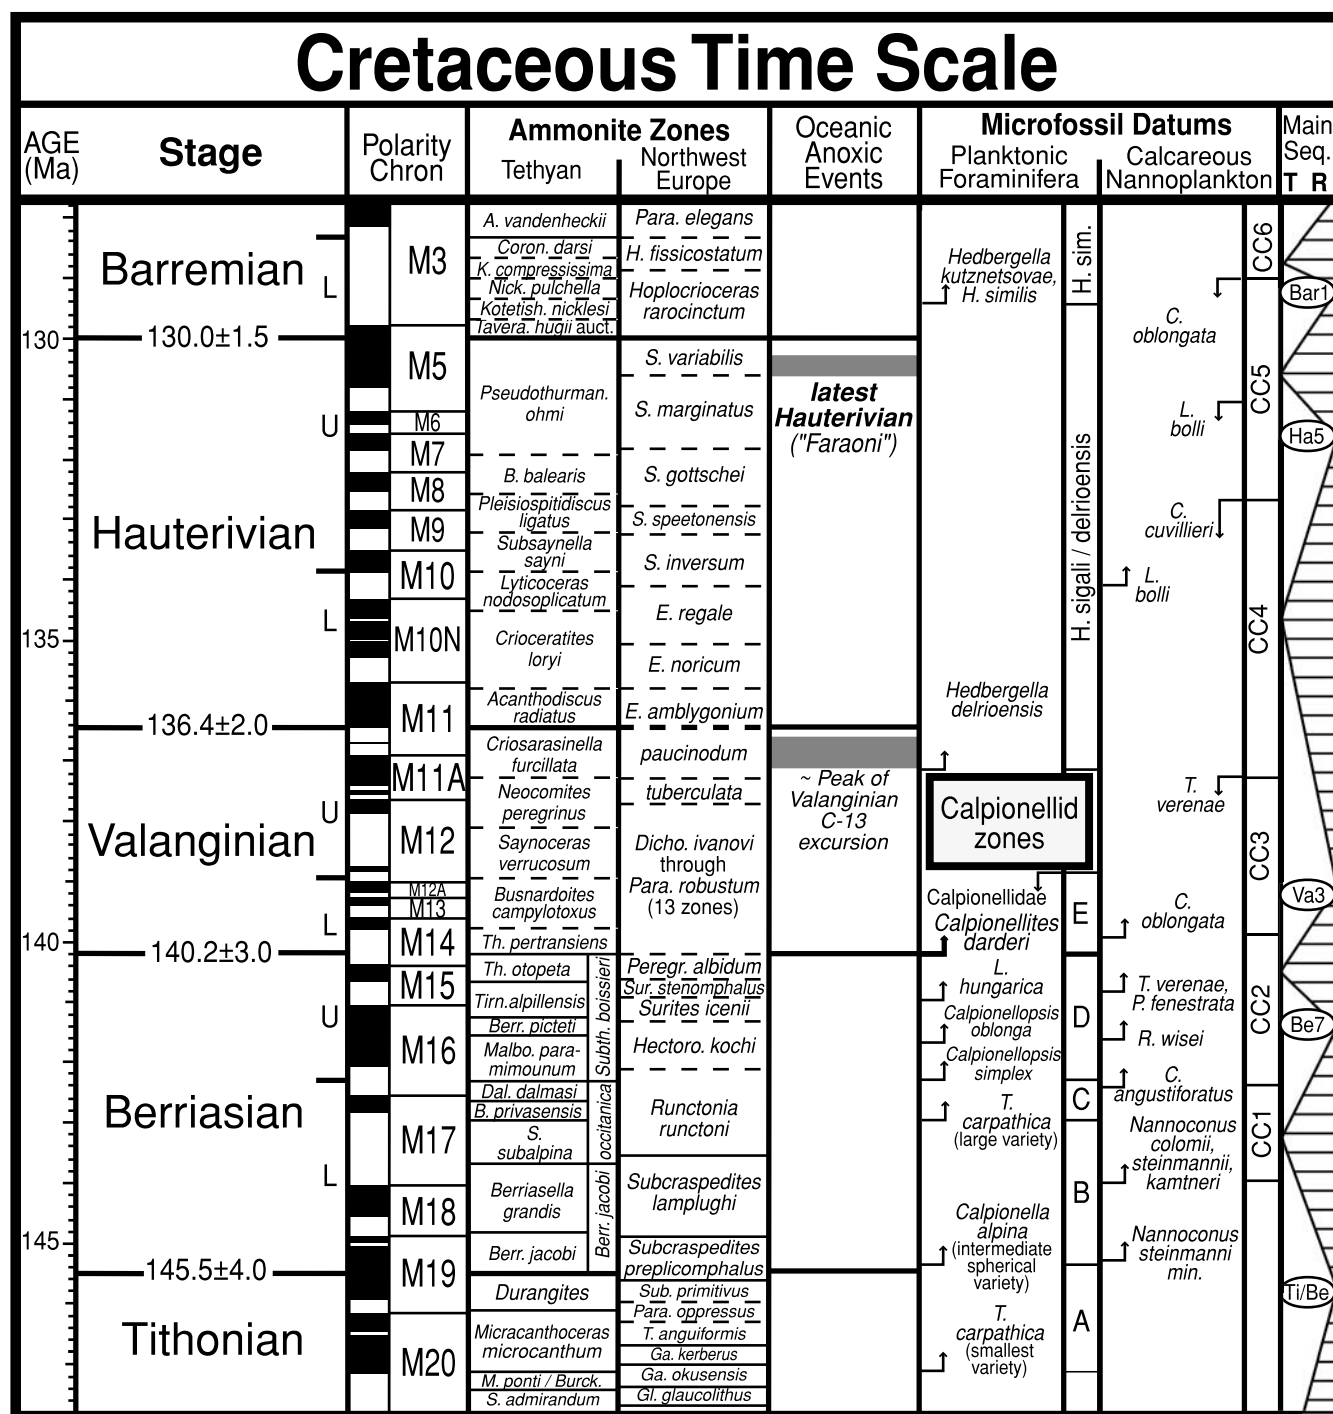 Cretaceous Time Scale
AGE
(Ma)
Stage
Polarity
Chron
Ammonite Zones
Tethyan
Northwest
Europe
Oceanic
Anoxic
Events
Microfossil Datums
Planktonic
Foraminifera
Calcareous
Nannoplankton
Main
Seq.
T R
130
135
140
145
Barremian
L
130.0±1.5
U
Hauterivian
L
136.4±2.0
U
Valanginian
L
140.2±3.0
U
Berriasian
L
145.5±4.0
Tithonian
M3
M5
M6
M7
M8
M9
M10
M10N
M11
M11A
M12
M12A
M13
M14
M15
M16
M17
M18
M19
M20
A. vandenheckii
Coron. darsi
K. compressissima
Nick. pulchella
Kotetish. nicklesi
Tavera. hugii auct.
Pseudothurman.
ohmi
B. balearis
Pleisiospitidiscus
ligatus
Subsaynella
sayni
Lyticoceras
nodosoplicatum
Crioceratites
loryi
Acanthodiscus
radiatus
Criosarasinella
furcillata
Neocomites
peregrinus
Saynoceras
verrucosum
Busnardoites
campylotoxus
Th. pertransiens
Th. otopeta
Tirn.alpillensis
Berr. picteti
Malbo. para-
mimounum
Dal. dalmasi
B. privasensis
S.
subalpina
Berriasella
grandis
Berr. jacobi
Durangites
Micracanthoceras
microcanthum
M. ponti / Burck.
S. admirandum
Subth. boissieri
occitanica
Berr. jacobi
Para. elegans
H. fissicostatum
Hoplocrioceras
rarocinctum
S. variabilis
S. marginatus
S. gottschei
S. speetonensis
S. inversum
E. regale
E. noricum
E. amblygonium
paucinodum
tuberculata
Dicho. ivanovi
through
Para. robustum
(13 zones)
Peregr. albidum
Sur. stenomphalus
Surites icenii
Hectoro. kochi
Runctonia
runctoni
Subcraspedites
lamplughi
Subcraspedites
preplicomphalus
Sub. primitivus
Para. oppressus
T. anguiformis
Ga. kerberus
Ga. okusensis
Gl. glaucolithus
latest
Hauterivian
("Faraoni")
~ Peak of
Valanginian
C-13
excursion
Hedbergella
kutznetsovae,
H. similis
Hedbergella
delrioensis
Calpionellid
zones
Calpionellidae
Calpionellites
darderi
L.
hungarica
Calpionellopsis
oblonga
Calpionellopsis
simplex
T.
carpathica
(large variety)
Calpionella
alpina
(intermediate
spherical
variety)
T.
carpathica
(smallest
variety)
H. sim.
H. sigali / delrioensis
E
D
C
B
A
C.
oblongata
L.
bolli
C.
cuvillieri
L.
bolli
T.
verenae
C.
oblongata
T. verenae,
P. fenestrata
R. wisei
C.
angustiforatus
Nannoconus
colomii,
steinmannii,
kamtneri
Nannoconus
steinmanni
min.
CC6
CC5
CC4
CC3
CC2
CC1
Bar1
Ha5
Va3
Be7
Ti/Be